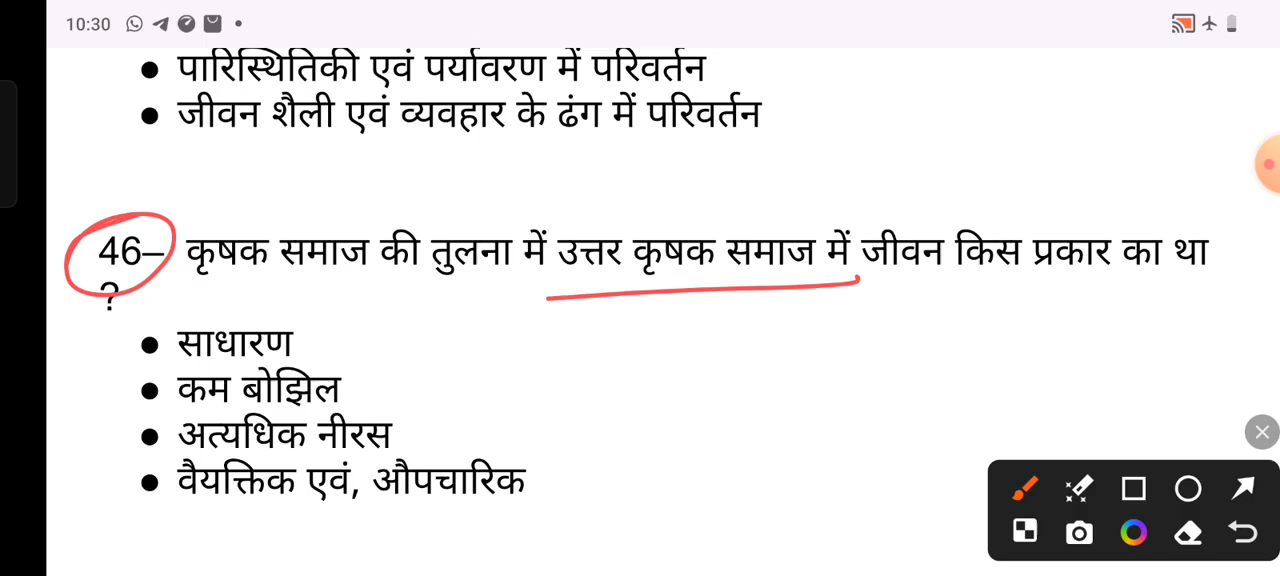 10:30
पारिस्थितिकी एवं पर्यावरण में परिवर्तन
जीवन शैली एवं व्यवहार के ढंग में परिवर्तन
46– कृषक समाज की तुलना में उत्तर कृषक समाज में जीवन किस प्रकार का था
?
साधारण
कम बोझिल
अत्यधिक नीरस
वैयक्तिक एवं, औपचारिक